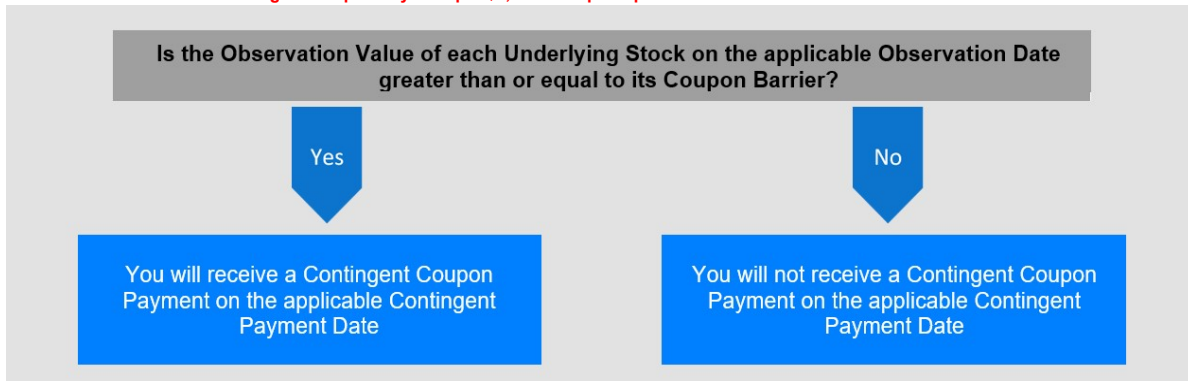 Is the Observation Value of each Underlying Stock on the applicable Observation Date
greater than or equal to its Coupon Barrier?
Yes
No
You will receive a Contingent Coupon
Payment on the applicable Contingent
Payment Date
You will not receive a Contingent Coupon
Payment on the applicable Contingent
Payment Date